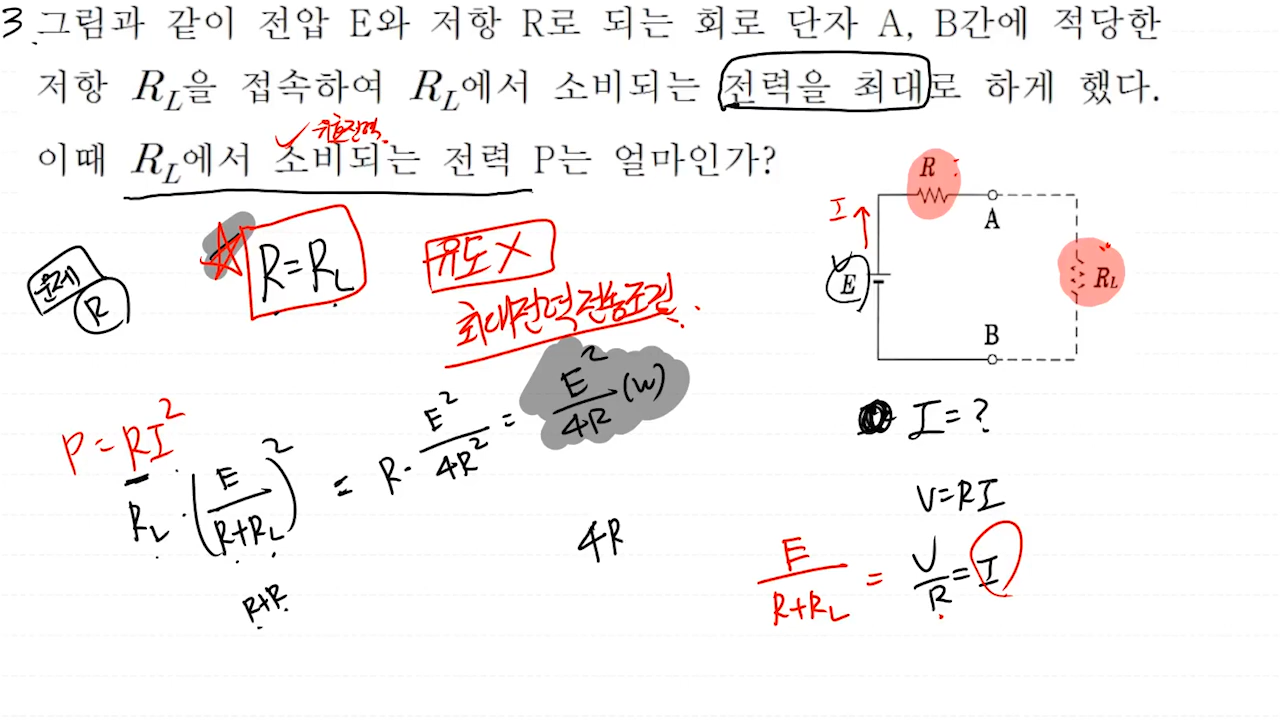 3. 그림과 같이 전압 E와 저항 R로 되는 회로 단자 A, B간에 적당한
저항 R_L을 접속하여 R_L에서 소비되는 전력을 최대로 하게 했다.
유효전력.
이때 R_L에서 소비되는 전력 P는 얼마인가?
R
I
A
E
R_L
B
문제
R
R=R_L
유도X
최대전력전송조건.
P=RI²
R_L·(E/(R+R_L))² = R·E²/4R² = E²/4R (W)
R+R
4R
I=?
V=RI
E/(R+R_L) = V/R = I